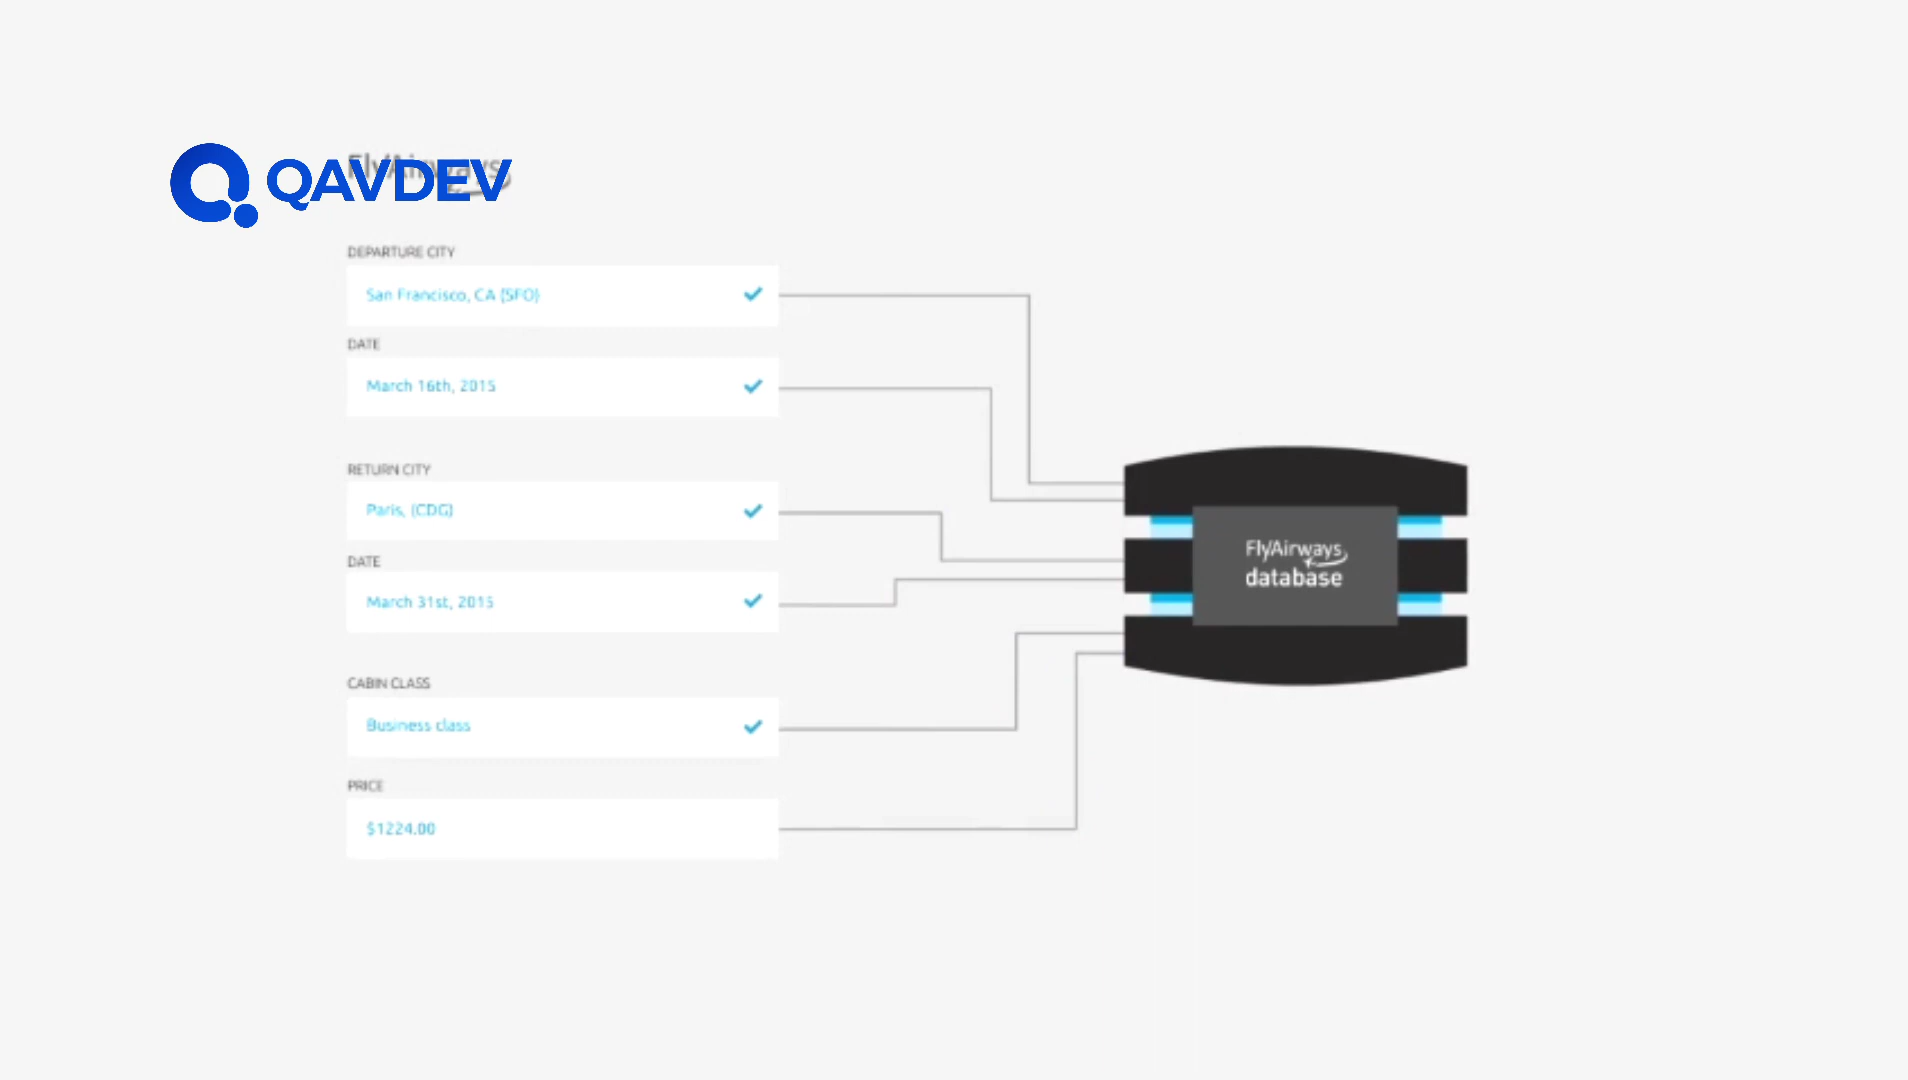 QAVDEV
FlyAirways
DEPARTURE CITY
San Francisco, CA (SFO)
DATE
March 16th, 2015
RETURN CITY
Paris, (CDG)
DATE
March 31st, 2015
CABIN CLASS
Business class
PRICE
$1224.00
FlyAirways
database